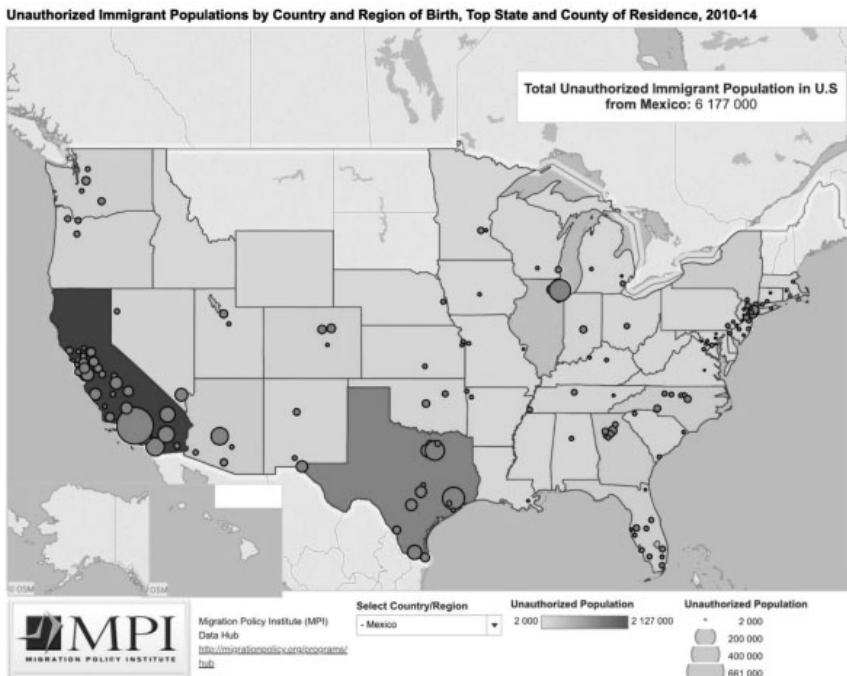 Unauthorized Immigrant Populations by Country and Region of Birth, Top State and County of Residence, 2010-14
Total Unauthorized Immigrant Population in U.S
from Mexico: 6 177 000
© OSM
OSM
MPI
MIGRATION POLICY INSTITUTE
Migration Policy Institute (MPI)
Data Hub
http://migrationpolicy.org/programs/
hub
Select Country/Region
- Mexico
Unauthorized Population
2 000
2 127 000
Unauthorized Population
2 000
200 000
400 000
661 000